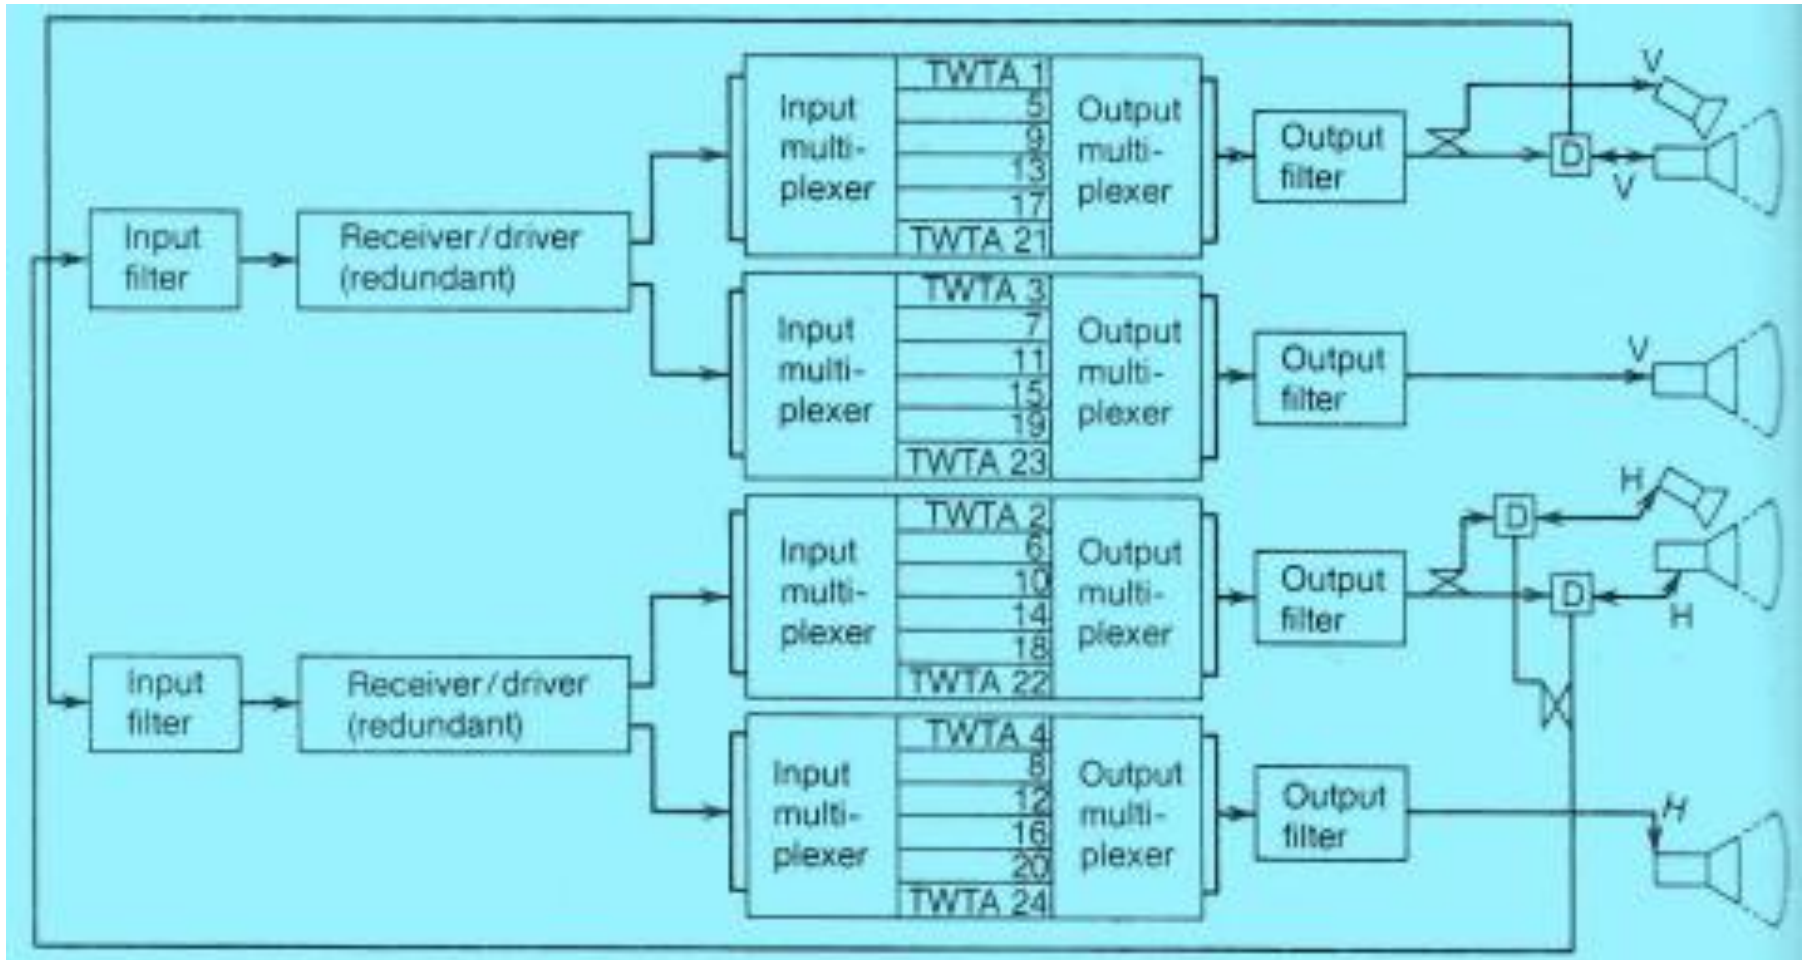 Input
filter
Receiver/driver
(redundant)
Input
multi-
plexer
TWTA 1
5
9
13
17
TWTA 21
Output
multi-
plexer
Output
filter
V
D
V
Input
multi-
plexer
TWTA 3
7
11
15
19
TWTA 23
Output
multi-
plexer
Output
filter
V
Input
filter
Receiver/driver
(redundant)
Input
multi-
plexer
TWTA 2
6
10
14
18
TWTA 22
Output
multi-
plexer
Output
filter
D
H
D
H
Input
multi-
plexer
TWTA 4
8
12
16
20
TWTA 24
Output
multi-
plexer
Output
filter
H